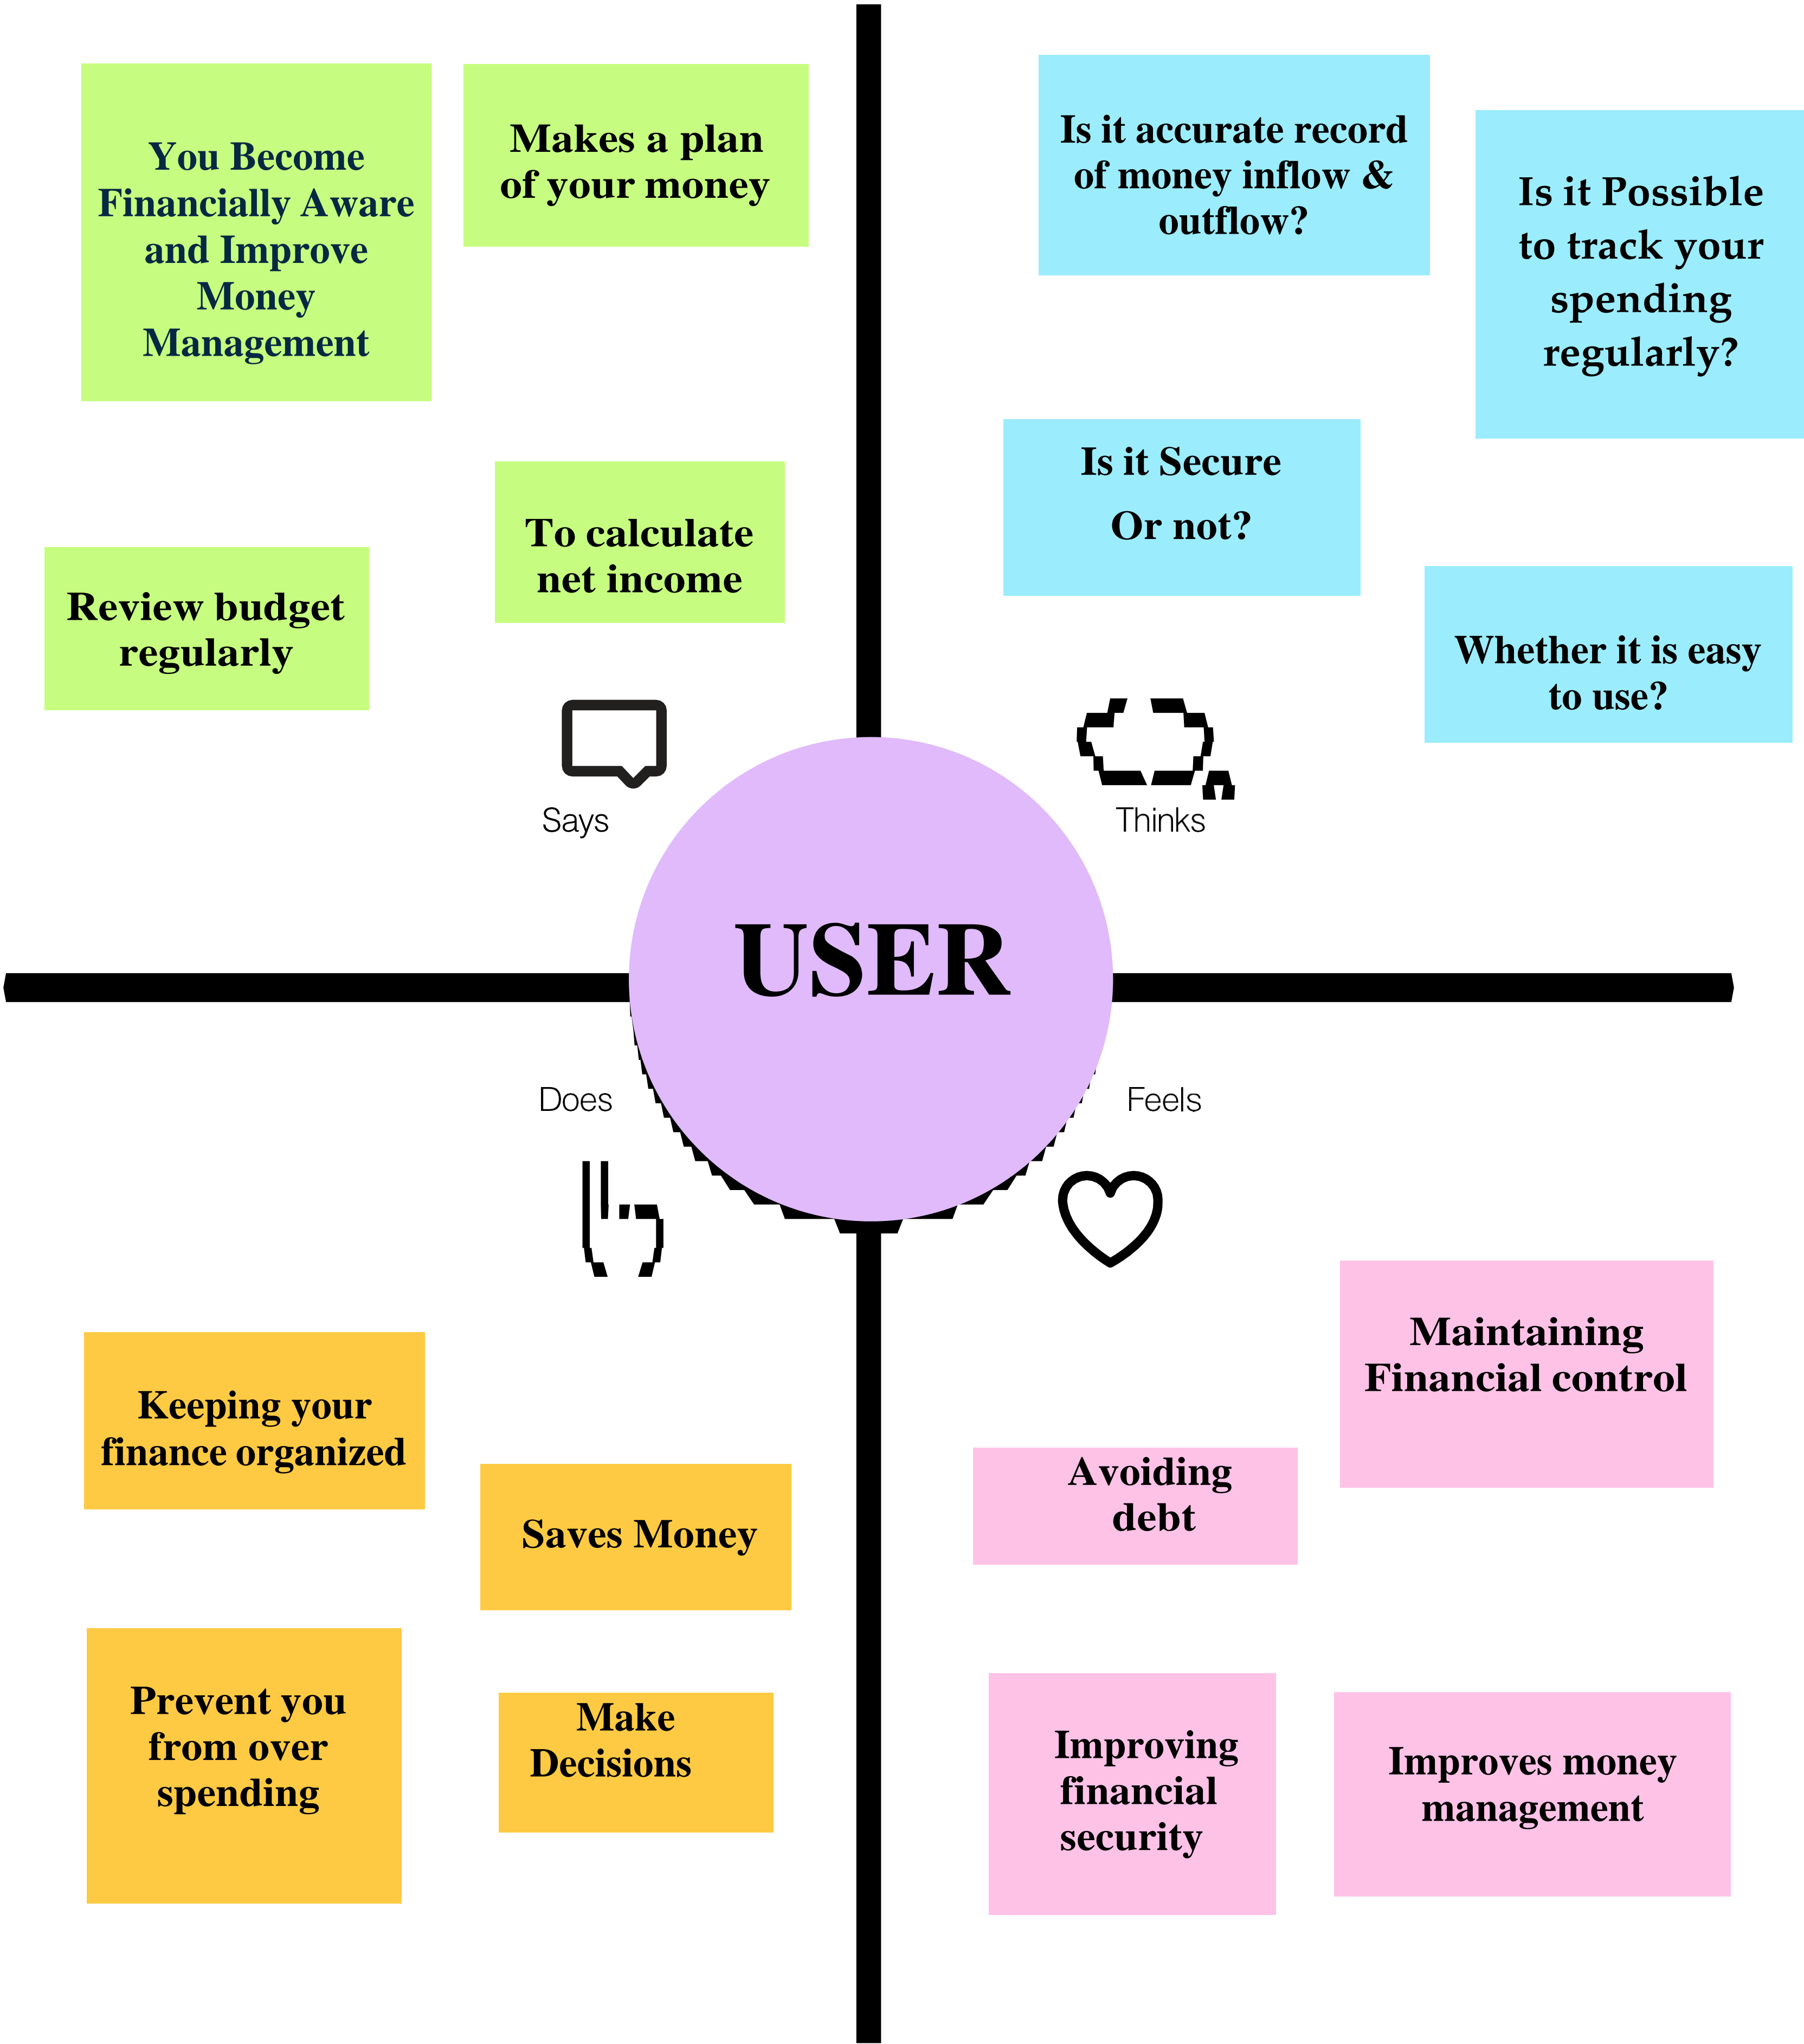 You Become
Financially Aware
and Improve
Money
Management
Makes a plan
of your money
Review budget
regularly
To calculate
net income
Says
Is it accurate record
of money inflow &
outflow?
Is it Possible
to track your
spending
regularly?
Is it Secure
Or not?
Whether it is easy
to use?
Thinks
USER
Does
Keeping your
finance organized
Saves Money
Prevent you
from over
spending
Make
Decisions
Feels
Maintaining
Financial control
Avoiding
debt
Improving
financial
security
Improves money
management